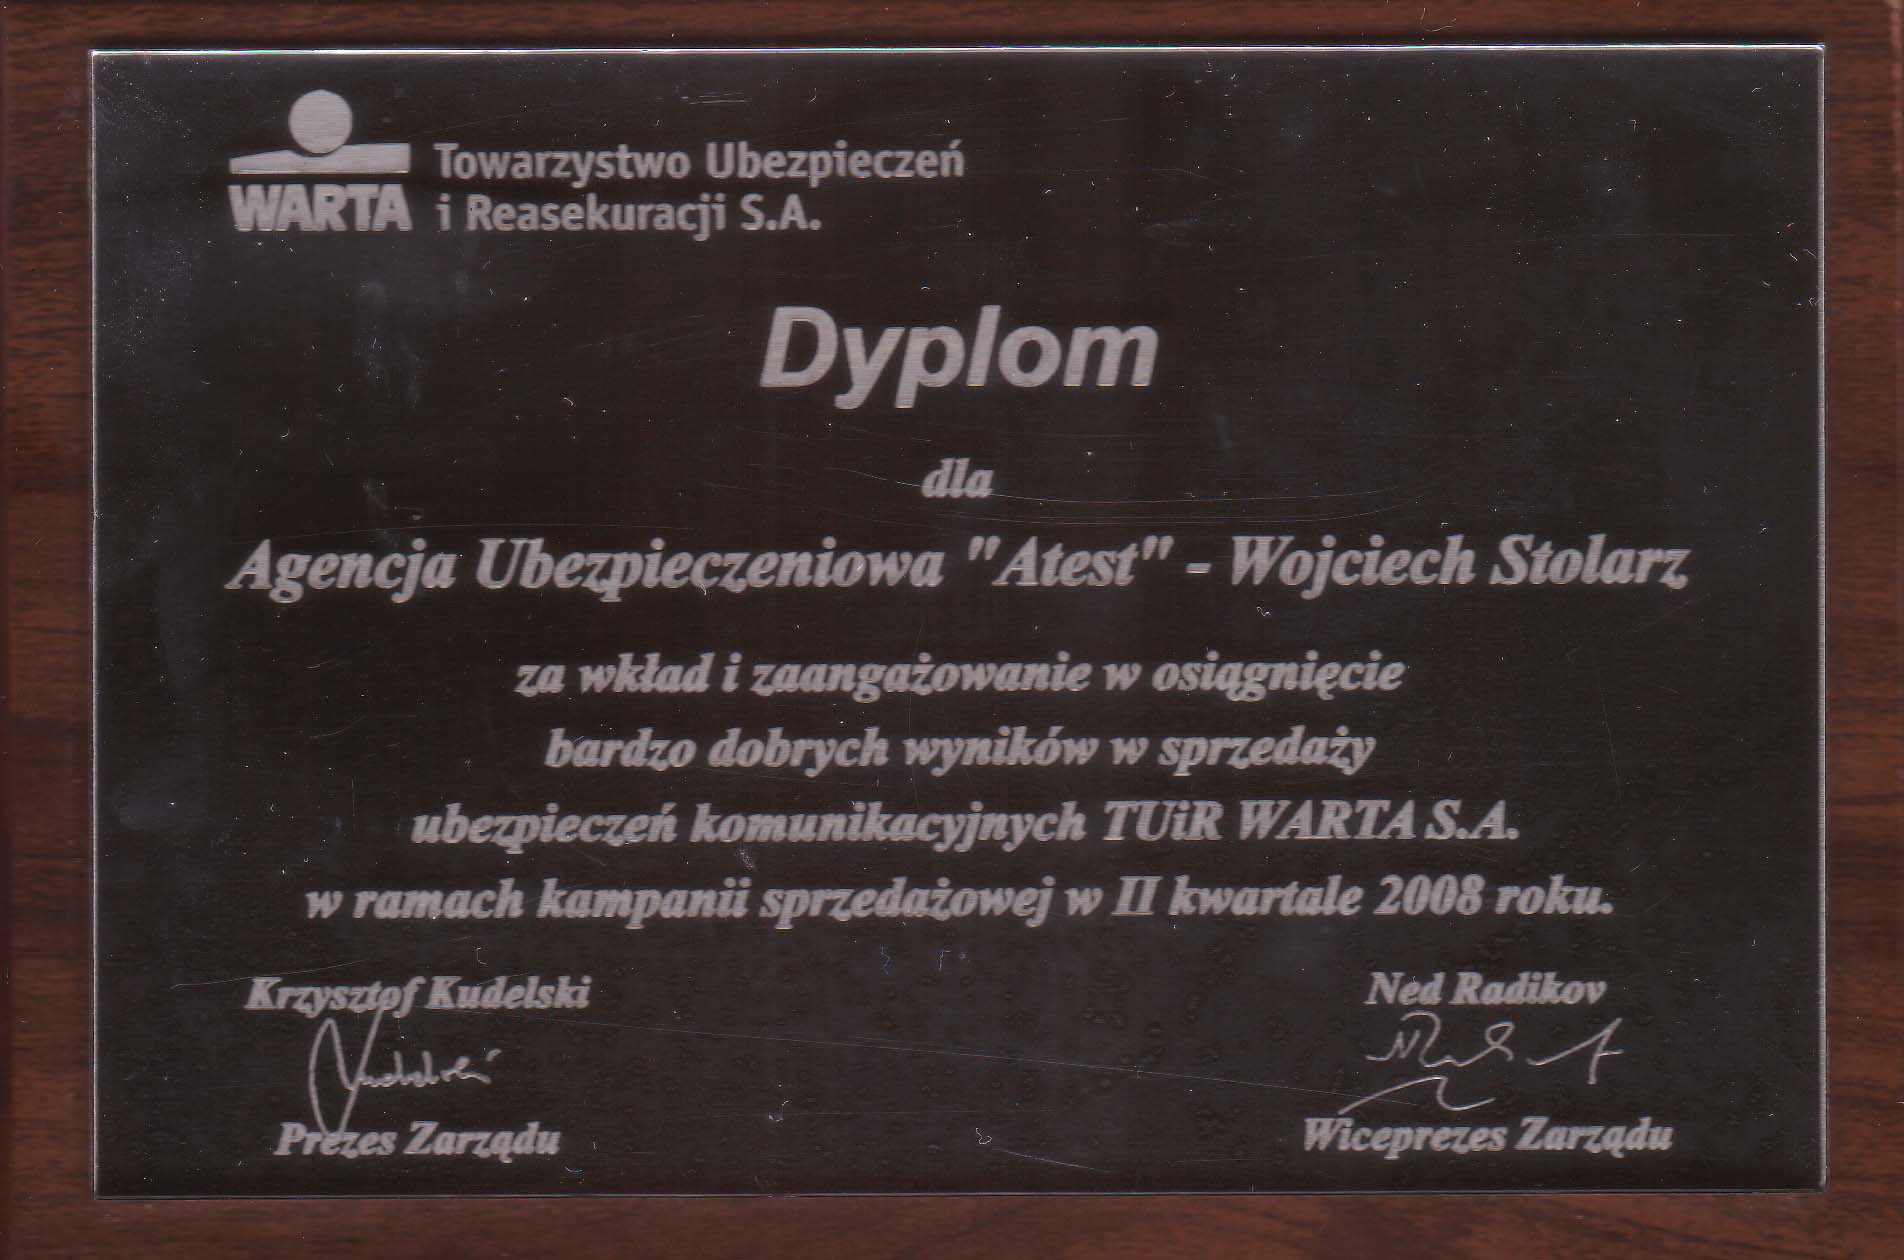 WARTA
Towarzystwo Ubezpieczeń
i Reasekuracji S.A.
Dyplom
dla
Agencja Ubezpieczeniowa "Atest" - Wojciech Stolarz
za wkład i zaangażowanie w osiągnięcie
bardzo dobrych wyników w sprzedaży
ubezpieczeń komunikacyjnych TUiR WARTA S.A.
w ramach kampanii sprzedażowej w II kwartale 2008 roku.
Krzysztof Kudelski
Prezes Zarządu
Ned Radikov
Wiceprezes Zarządu